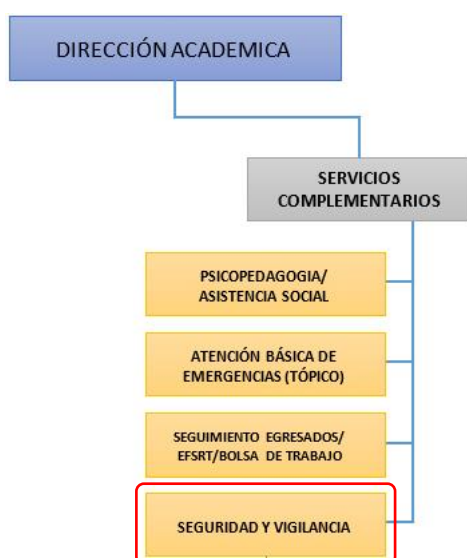 DIRECCIÓN ACADEMICA
SERVICIOS
COMPLEMENTARIOS
PSICOPEDAGOGIA/
ASISTENCIA SOCIAL
ATENCIÓN BÁSICA DE
EMERGENCIAS (TÓPICO)
SEGUIMIENTO EGRESADOS/
EFSRT/BOLSA DE TRABAJO
SEGURIDAD Y VIGILANCIA